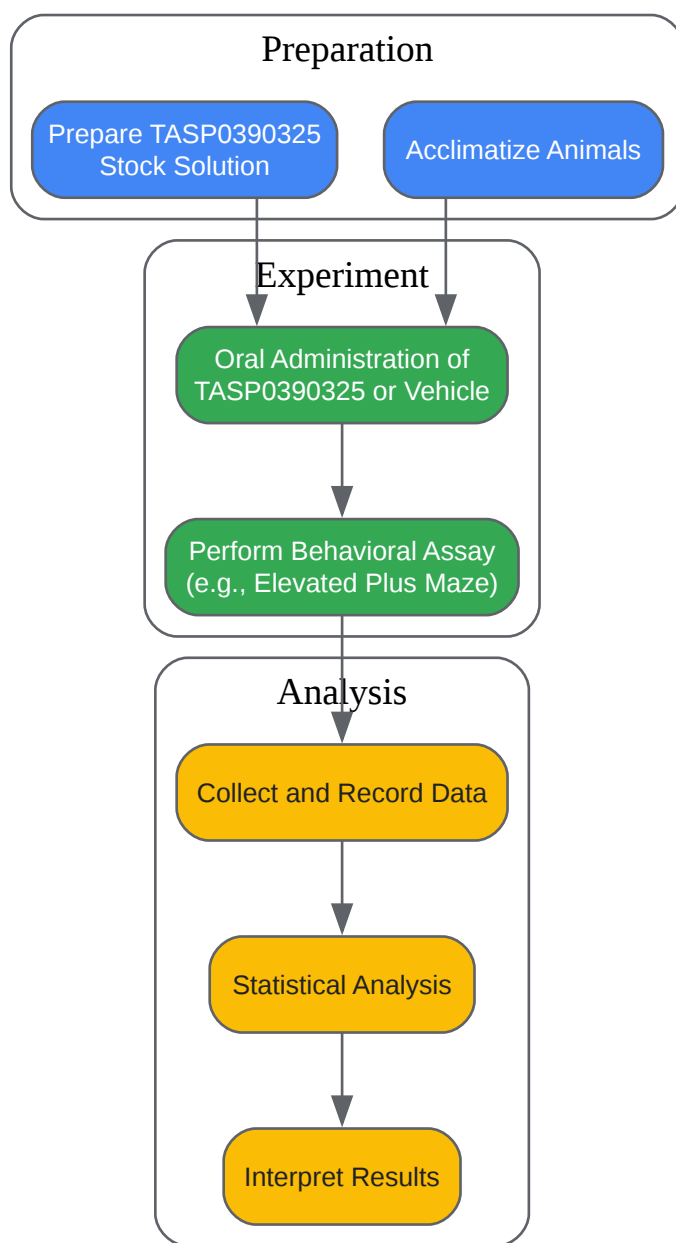 Preparation
Prepare TASP0390325
Stock Solution
Acclimatize Animals
Experiment
Oral Administration of
TASP0390325 or Vehicle
Perform Behavioral Assay
(e.g., Elevated Plus Maze)
Analysis
Collect and Record Data
Statistical Analysis
Interpret Results